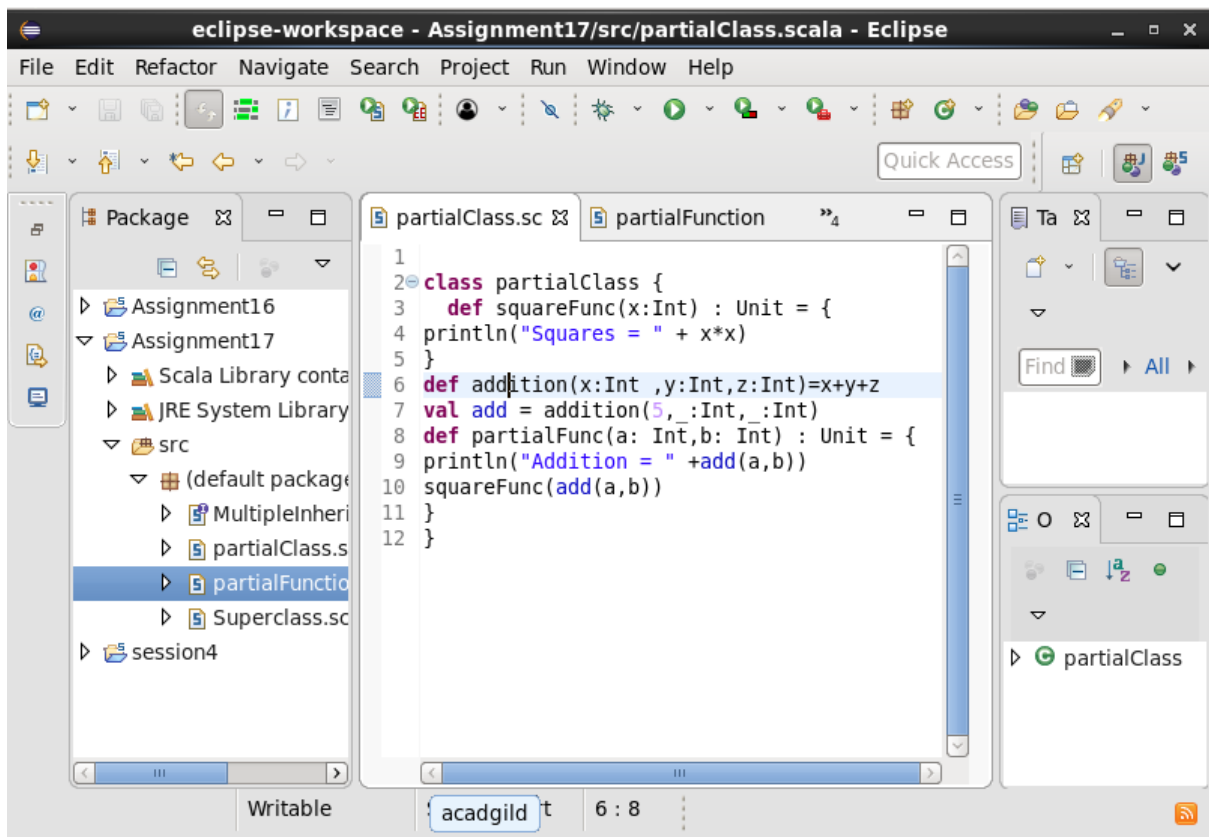 eclipse-workspace - Assignment17/src/partialClass.scala - Eclipse
File Edit Refactor Navigate Search Project Run Window Help
Quick Access
Package
Assignment16
Assignment17
Scala Library conta
JRE System Library
src
(default package
MultipleInheri
partialClass.s
partialFunctio
Superclass.sc
session4
partialClass.sc partialFunction »4
1
2 class partialClass {
3 def squareFunc(x:Int) : Unit = {
4 println("Squares = " + x*x)
5 }
6 def addition(x:Int ,y:Int,z:Int)=x+y+z
7 val add = addition(5,_:Int,_:Int)
8 def partialFunc(a: Int,b: Int) : Unit = {
9 println("Addition = " +add(a,b))
10 squareFunc(add(a,b))
11 }
12 }
Ta
Find All
O
partialClass
Writable acadgild t 6 : 8